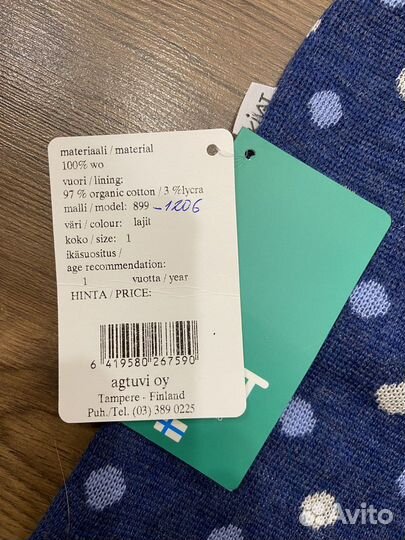 materiaali / material
100% wo
vuori / lining:
97 % organic cotton / 3 %lycra
malli / model: 899 -1206
väri / colour: lajit
koko / size: 1
ikäsuositus /
age recommendation:
1 vuotta / year
HINTA / PRICE:
6 419580 267590
agtuvi oy
Tampere - Finland
Puh./Tel. (03) 389 0225
Avito